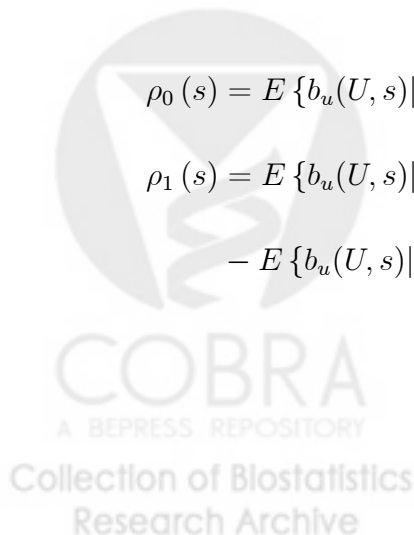 ρ₀ (s) = E {b_u(U, s)|
ρ₁ (s) = E {b_u(U, s)|
− E {b_u(U, s)|
COBRA
A BEPRESS REPOSITORY
Collection of Biostatistics
Research Archive